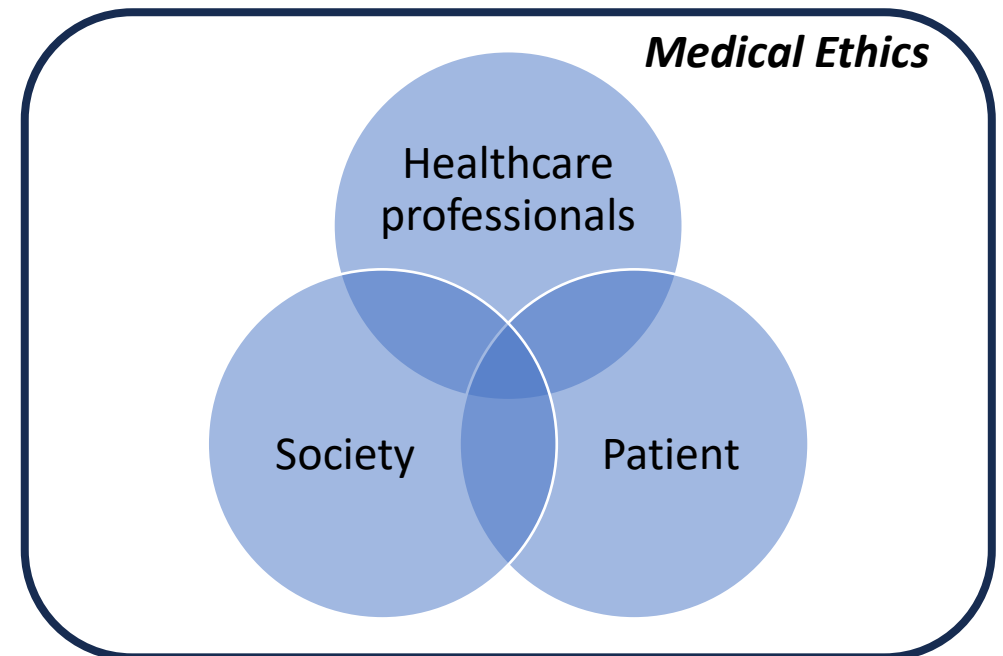 Medical Ethics
Healthcare
professionals
Society
Patient